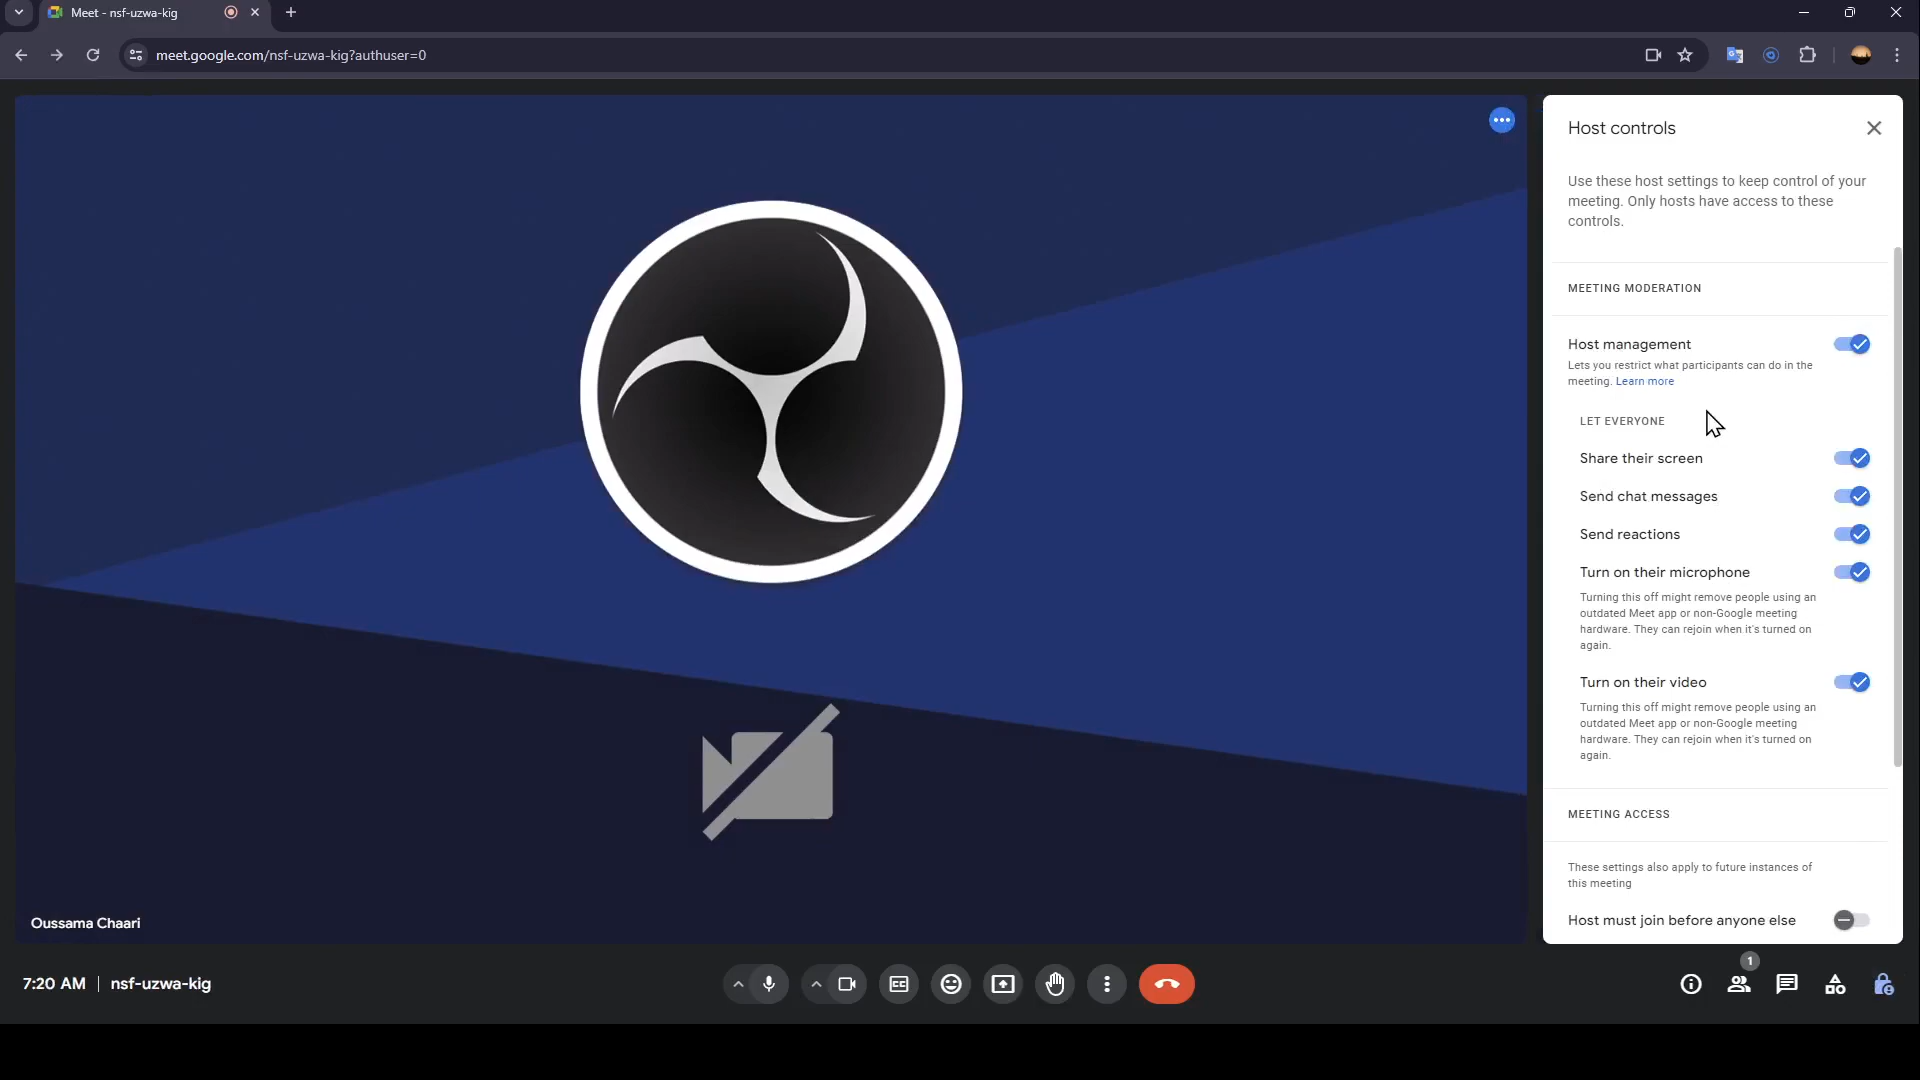 Meet - nsf-uzwa-kig
meet.google.com/nsf-uzwa-kig?authuser=0
Host controls
Use these host settings to keep control of your
meeting. Only hosts have access to these
controls.
MEETING MODERATION
Host management
Lets you restrict what participants can do in the
meeting. Learn more
LET EVERYONE
Share their screen
Send chat messages
Send reactions
Turn on their microphone
Turning this off might remove people using an
outdated Meet app or non-Google meeting
hardware. They can rejoin when it's turned on
again.
Turn on their video
Turning this off might remove people using an
outdated Meet app or non-Google meeting
hardware. They can rejoin when it's turned on
again.
MEETING ACCESS
These settings also apply to future instances of
this meeting
Host must join before anyone else
Oussama Chaari
7:20 AM | nsf-uzwa-kig
CC
1